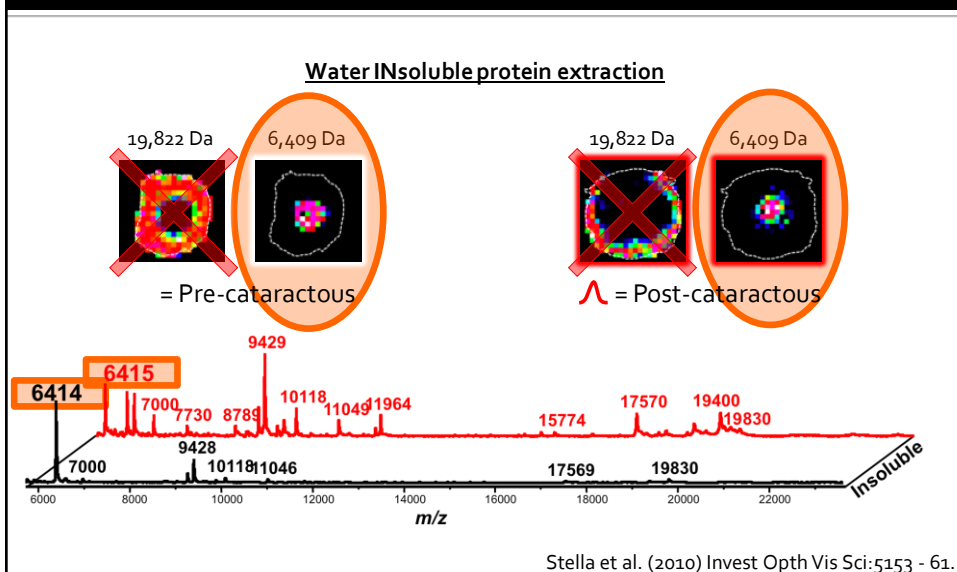 Water INsoluble protein extraction
19,822 Da
6,409 Da
19,822 Da
6,409 Da
= Pre-cataractous
= Post-cataractous
9429
6415
7000
7730
8789
10118
11049
11964
15774
17570
19400
19830
6414
7000
9428
10118
11046
17569
19830
Insoluble
6000 8000 10000 12000 14000 16000 18000 20000 22000
m/z
Stella et al. (2010) Invest Opth Vis Sci:5153 - 61.